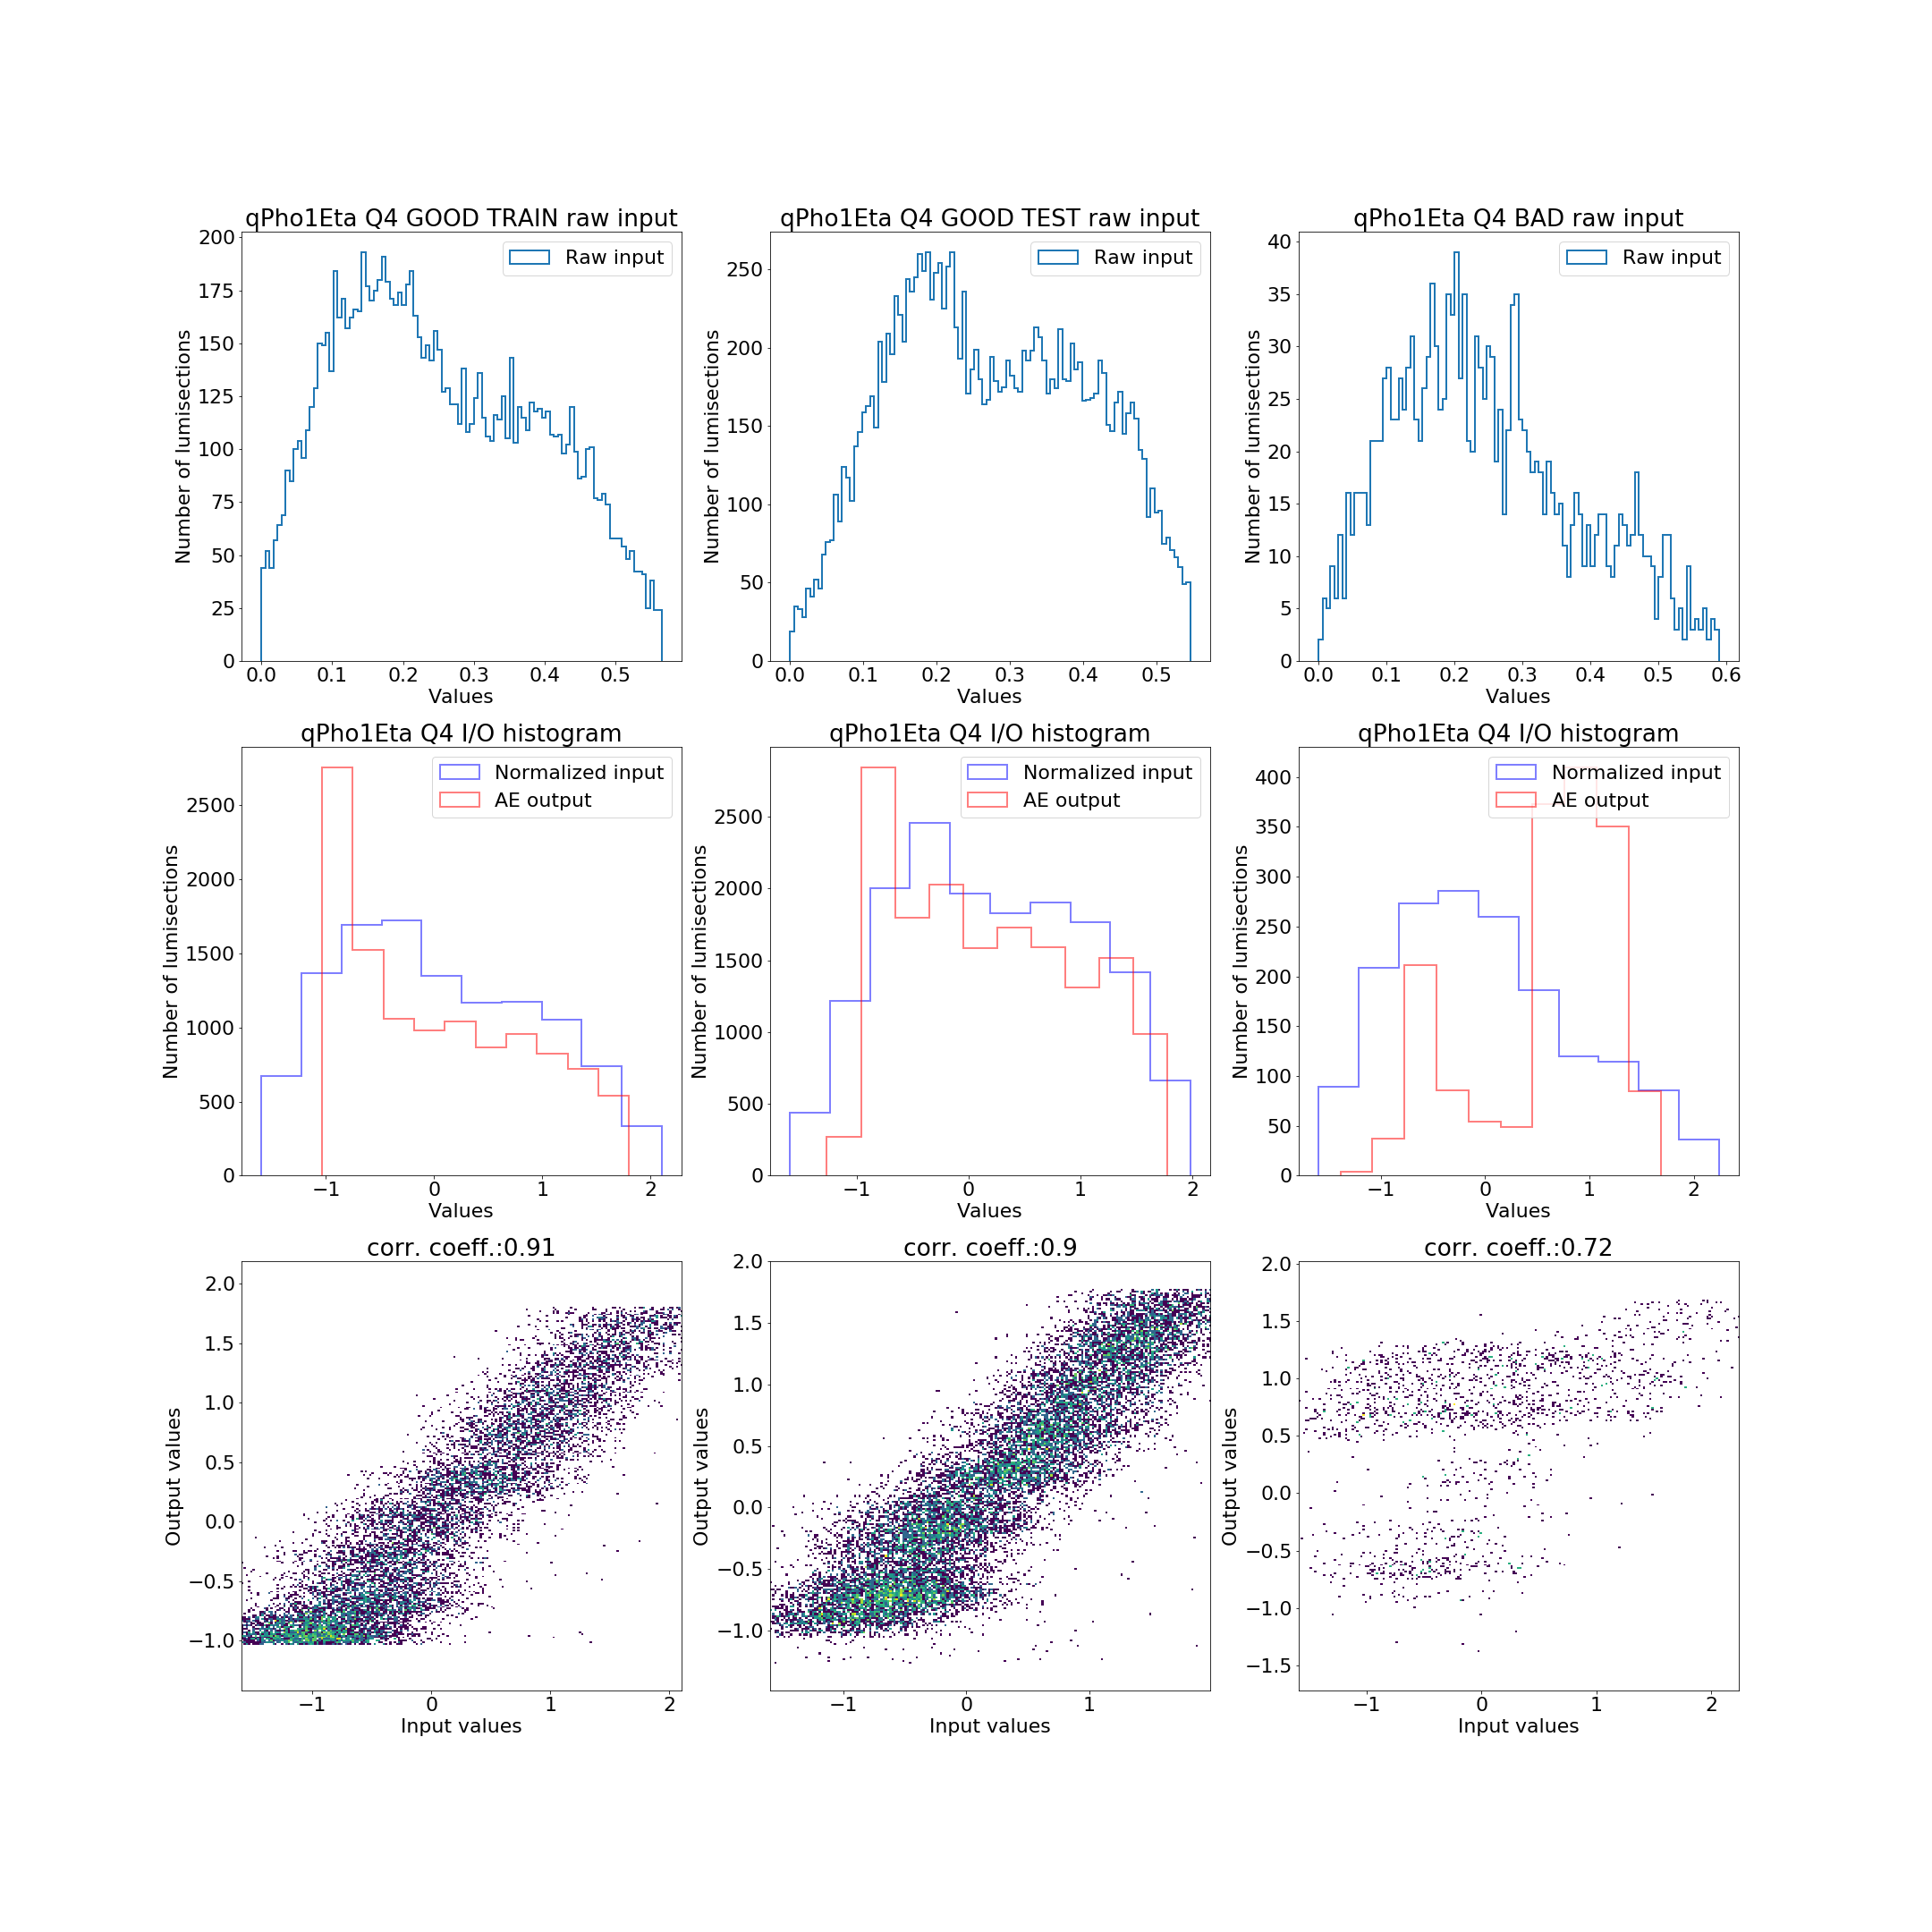 qPho1Eta Q4 GOOD TRAIN raw input
200
175
150
125
100
75
50
25
0
Number of lumisections
Raw input
0.0 0.1 0.2 0.3 0.4 0.5
Values
qPho1Eta Q4 GOOD TEST raw input
250
200
150
100
50
0
Number of lumisections
Raw input
0.0 0.1 0.2 0.3 0.4 0.5
Values
qPho1Eta Q4 BAD raw input
40
35
30
25
20
15
10
5
0
Number of lumisections
Raw input
0.0 0.1 0.2 0.3 0.4 0.5 0.6
Values
qPho1Eta Q4 I/O histogram
2500
2000
1500
1000
500
0
Number of lumisections
Normalized input
AE output
−1 0 1 2
Values
qPho1Eta Q4 I/O histogram
2500
2000
1500
1000
500
0
Number of lumisections
Normalized input
AE output
−1 0 1 2
Values
qPho1Eta Q4 I/O histogram
400
350
300
250
200
150
100
50
0
Number of lumisections
Normalized input
AE output
−1 0 1 2
Values
corr. coeff.:0.91
2.0
1.5
1.0
0.5
0.0
−0.5
−1.0
Output values
−1 0 1 2
Input values
corr. coeff.:0.9
2.0
1.5
1.0
0.5
0.0
−0.5
−1.0
Output values
−1 0 1
Input values
corr. coeff.:0.72
2.0
1.5
1.0
0.5
0.0
−0.5
−1.0
−1.5
Output values
−1 0 1 2
Input values